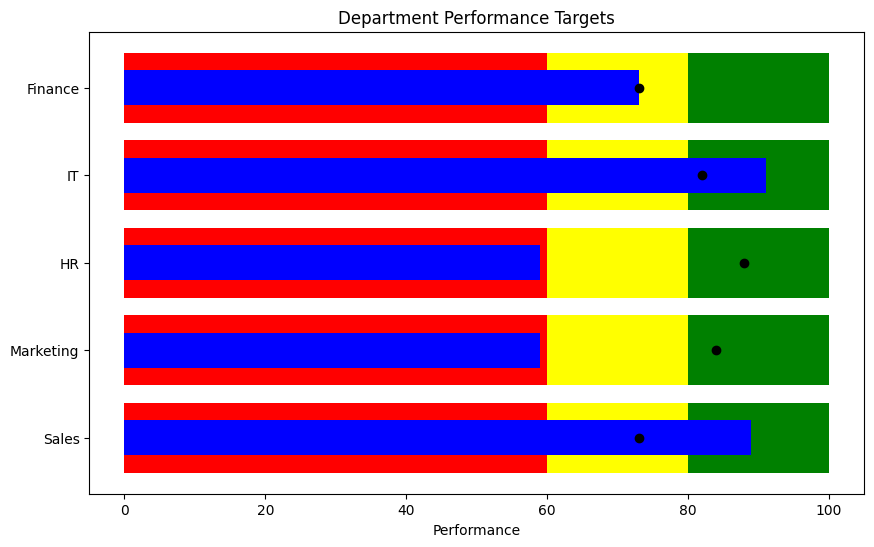 Department Performance Targets
Finance
IT
HR
Marketing
Sales
0 20 40 60 80 100
Performance